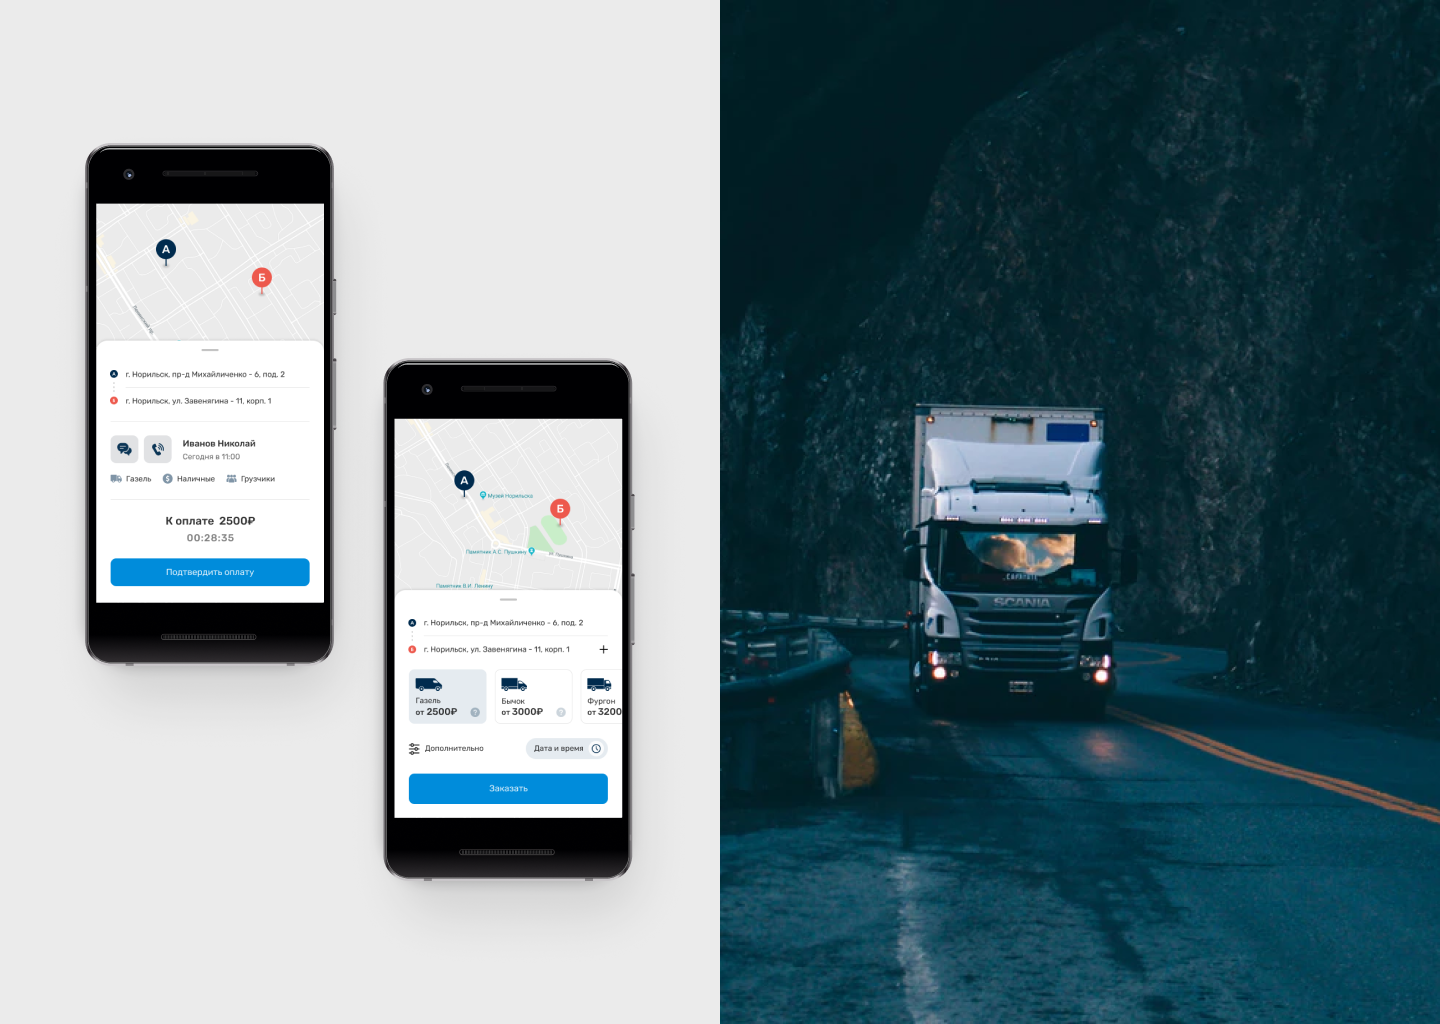 А
Б
Ленинский пр.
А г. Норильск, пр-д Михайличенко - 6, под. 2
Б г. Норильск, ул. Завенягина - 11, корп. 1
Иванов Николай
Сегодня в 11:00
Газель Наличные Грузчики
К оплате 2500₽
00:28:35
Подтвердить оплату
А
Музей Норильска
Б
Памятник А.С. Пушкину
Памятник В.И. Ленину
А г. Норильск, пр-д Михайличенко - 6, под. 2
Б г. Норильск, ул. Завенягина - 11, корп. 1 +
Газель
от 2500₽ ?
Бычок
от 3000₽ ?
Фургон
от 3200
Дополнительно
Дата и время
Заказать
SCANIA